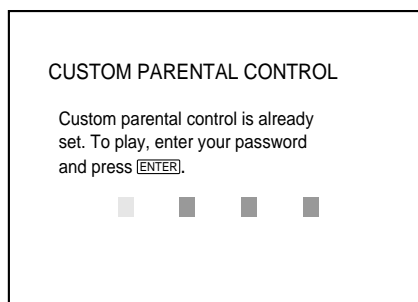 CUSTOM PARENTAL CONTROL
Custom parental control is already
set. To play, enter your password
and press ENTER.